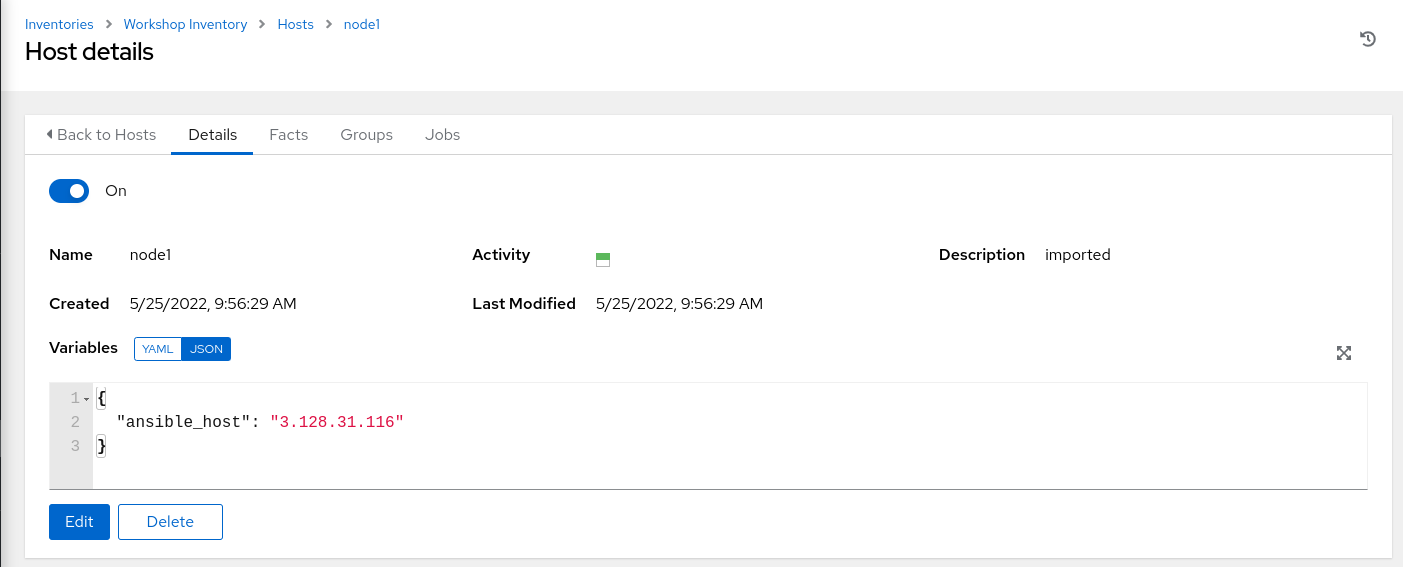 Inventories > Workshop Inventory > Hosts > node1
Host details
Back to Hosts Details Facts Groups Jobs
On
Name node1 Activity Description imported
Created 5/25/2022, 9:56:29 AM Last Modified 5/25/2022, 9:56:29 AM
Variables YAML JSON
1 {
2 "ansible_host": "3.128.31.116"
3 }
Edit Delete